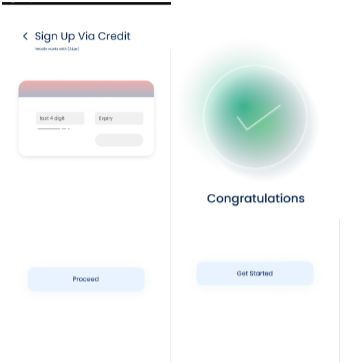 Sign Up Via Credit
last 4 digit
Expiry
Proceed
Congratulations
Get Started